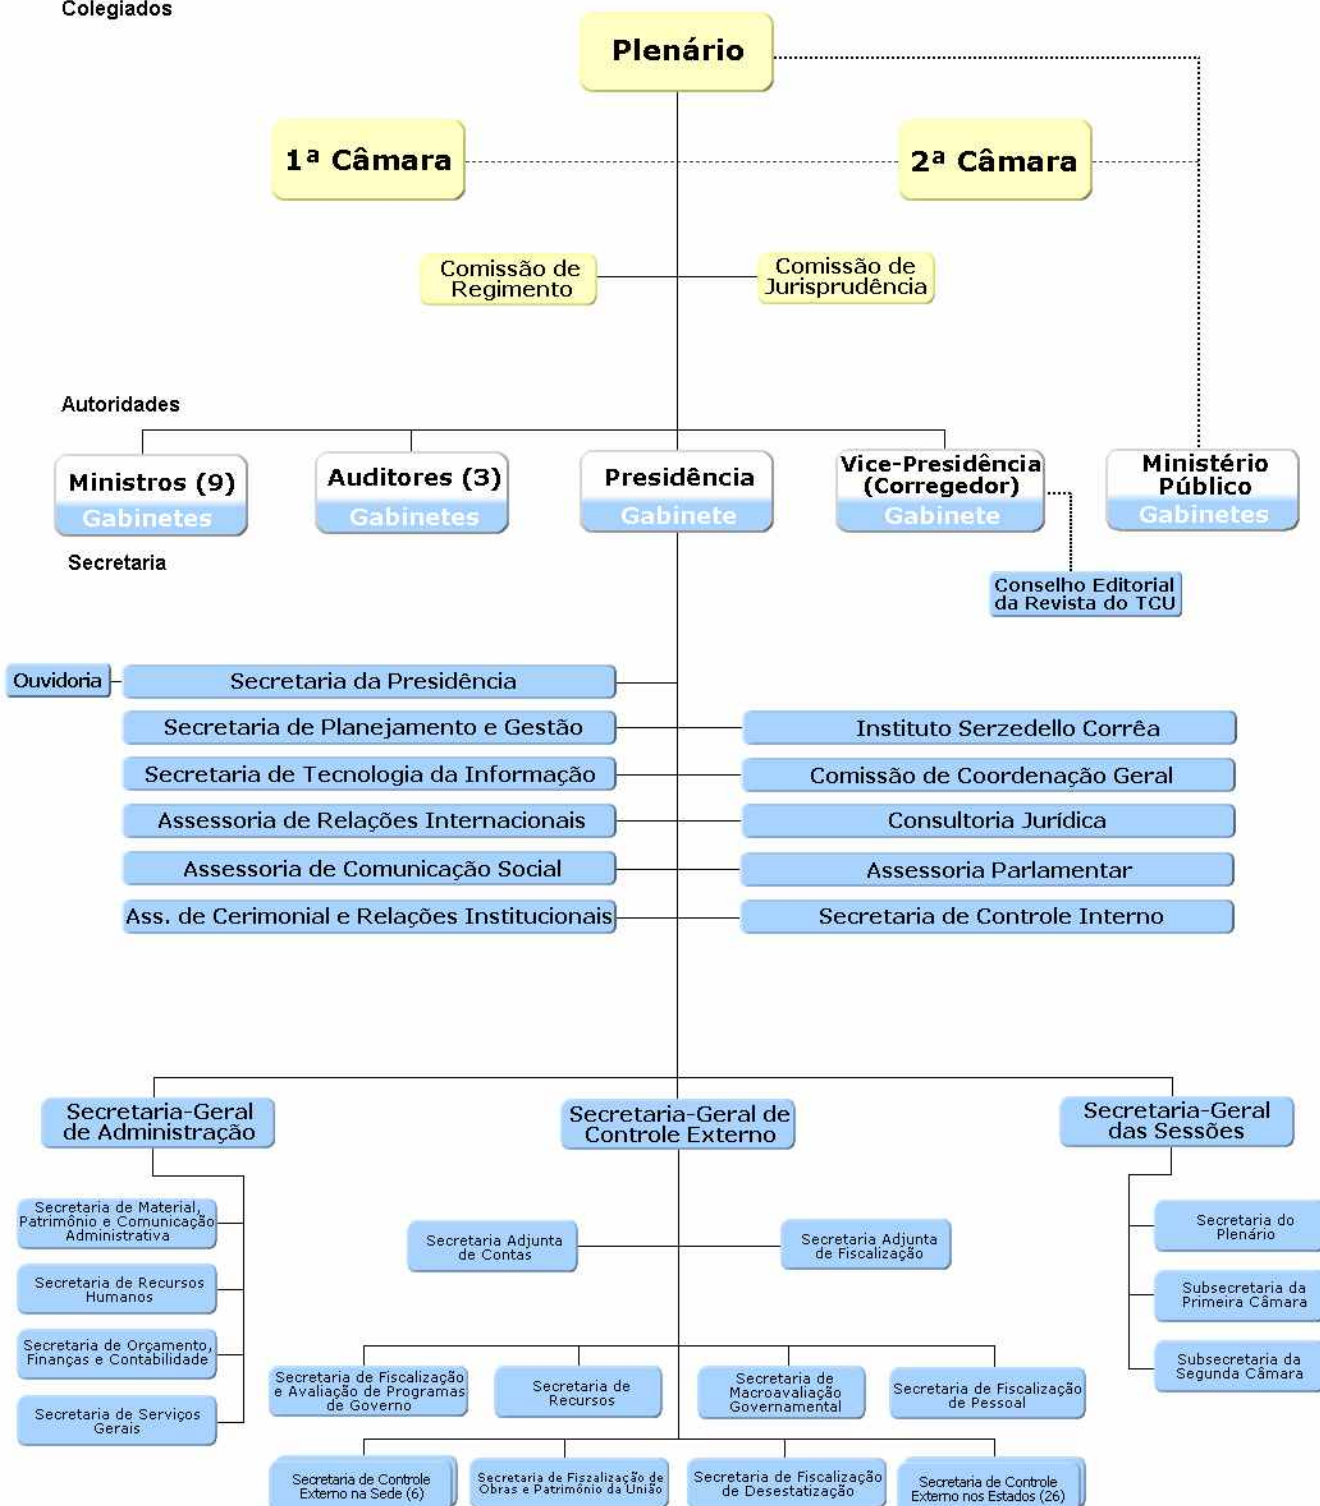 Colegiados
Plenário
1ª Câmara
2ª Câmara
Comissão de
Regimento
Comissão de
Jurisprudência
Autoridades
Ministros (9)
Gabinetes
Auditores (3)
Gabinetes
Presidência
Gabinete
Vice-Presidência
(Corregedor)
Gabinete
Ministério
Público
Gabinetes
Secretaria
Conselho Editorial
da Revista do TCU
Ouvidoria
Secretaria da Presidência
Secretaria de Planejamento e Gestão
Instituto Serzedello Corrêa
Secretaria de Tecnologia da Informação
Comissão de Coordenação Geral
Assessoria de Relações Internacionais
Consultoria Jurídica
Assessoria de Comunicação Social
Assessoria Parlamentar
Ass. de Cerimonial e Relações Institucionais
Secretaria de Controle Interno
Secretaria-Geral
de Administração
Secretaria-Geral de
Controle Externo
Secretaria-Geral
das Sessões
Secretaria de Material,
Patrimônio e Comunicação
Administrativa
Secretaria de Recursos
Humanos
Secretaria de Orçamento,
Finanças e Contabilidade
Secretaria de Serviços
Gerais
Secretaria Adjunta
de Contas
Secretaria Adjunta
de Fiscalização
Secretaria do
Plenário
Subsecretaria da
Primeira Câmara
Subsecretaria da
Segunda Câmara
Secretaria de Fiscalização
e Avaliação de Programas
de Governo
Secretaria de
Recursos
Secretaria de
Macroavaliação
Governamental
Secretaria de Fiscalização
de Pessoal
Secretaria de Controle
Externo na Sede (6)
Secretaria de Fiszalização de
Obras e Patrimônio da União
Secretaria de Fiscalização
de Desestatização
Secretaria de Controle
Externo nos Estados (26)